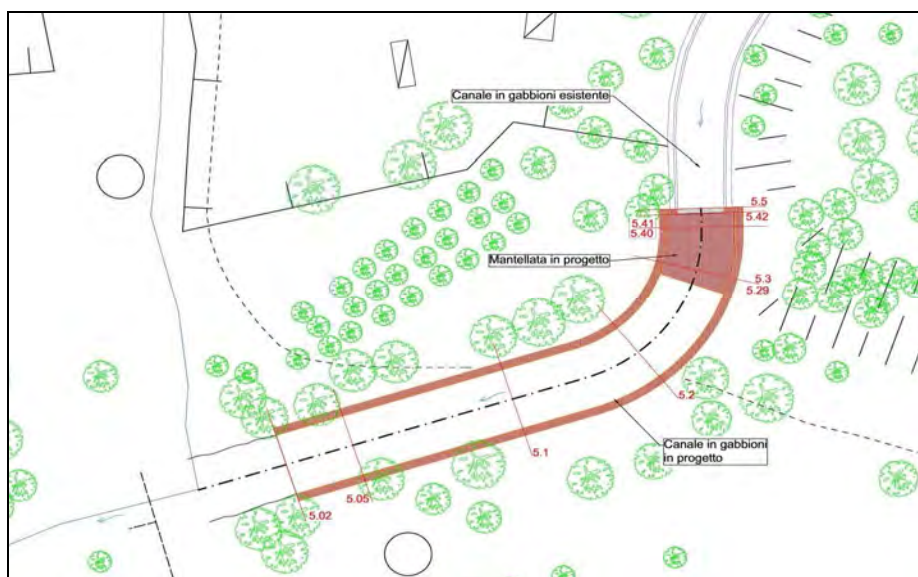 Canale in gabbioni esistente
5.5
5.41
5.42
5.40
Mantellata in progetto
5.3
5.29
5.2
Canale in gabbioni
in progetto
5.1
5.05
5.02